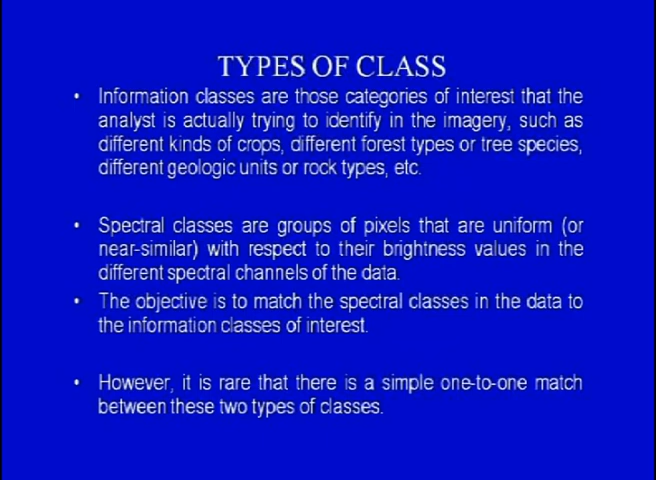 TYPES OF CLASS
• Information classes are those categories of interest that the
analyst is actually trying to identify in the imagery, such as
different kinds of crops, different forest types or tree species,
different geologic units or rock types, etc.
• Spectral classes are groups of pixels that are uniform (or
near-similar) with respect to their brightness values in the
different spectral channels of the data.
• The objective is to match the spectral classes in the data to
the information classes of interest.
• However, it is rare that there is a simple one-to-one match
between these two types of classes.